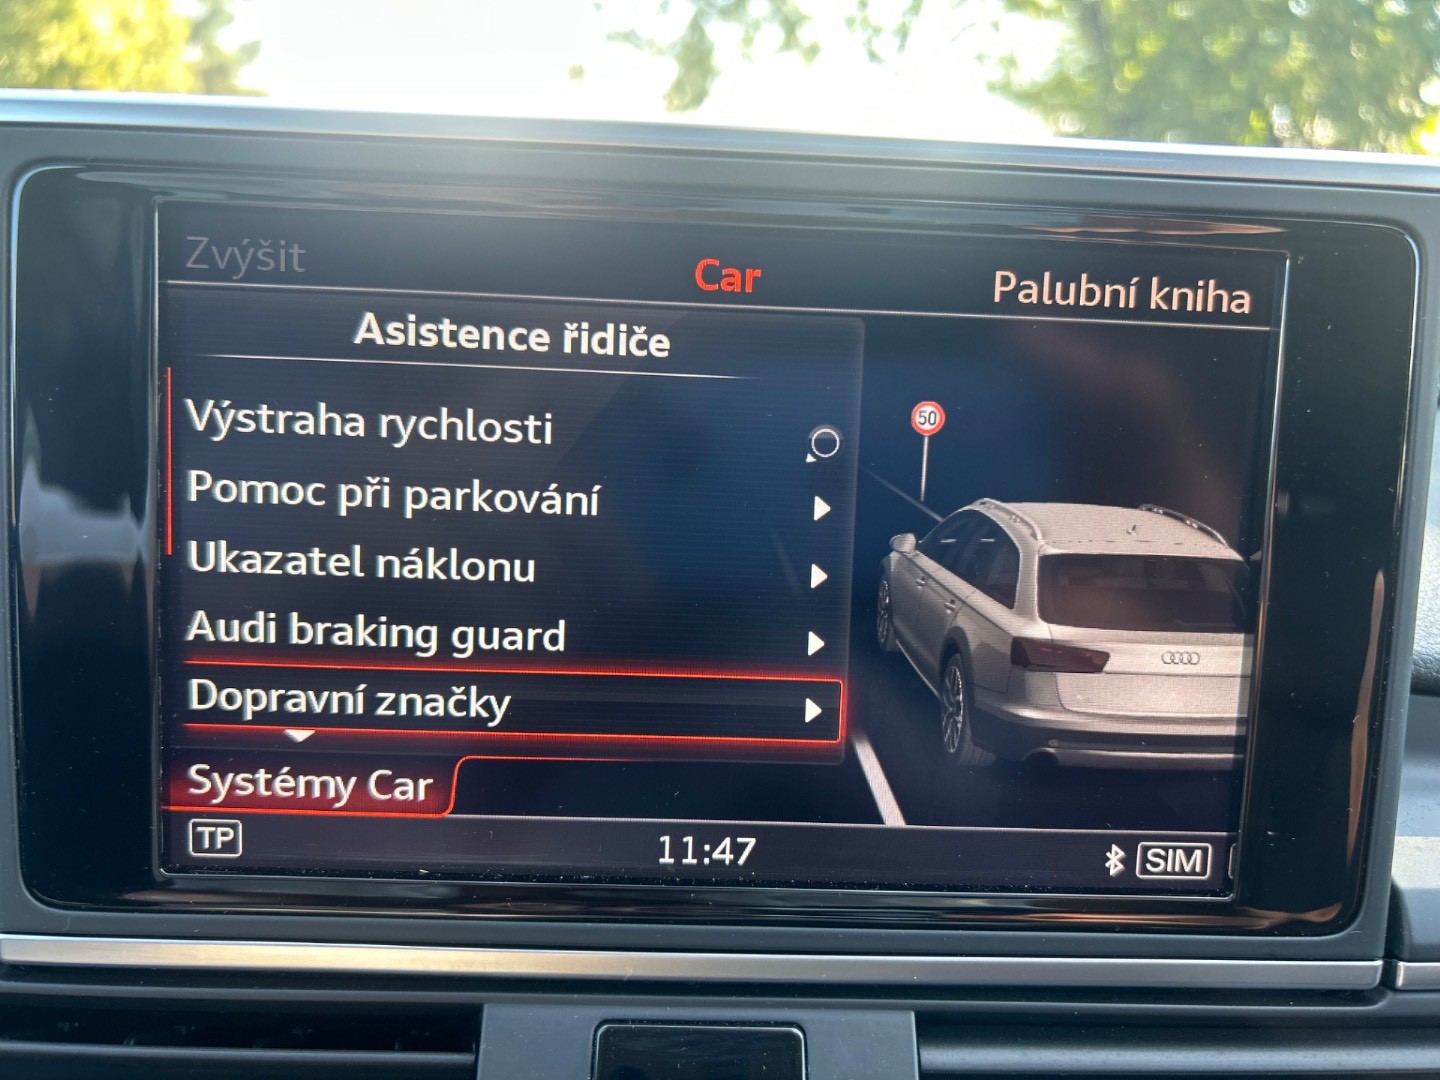 Zvýšit
Car
Palubní kniha
Asistence řidiče
Výstraha rychlosti
Pomoc při parkování
Ukazatel náklonu
Audi braking guard
Dopravní značky
Systémy Car
50
TP
11:47
SIM